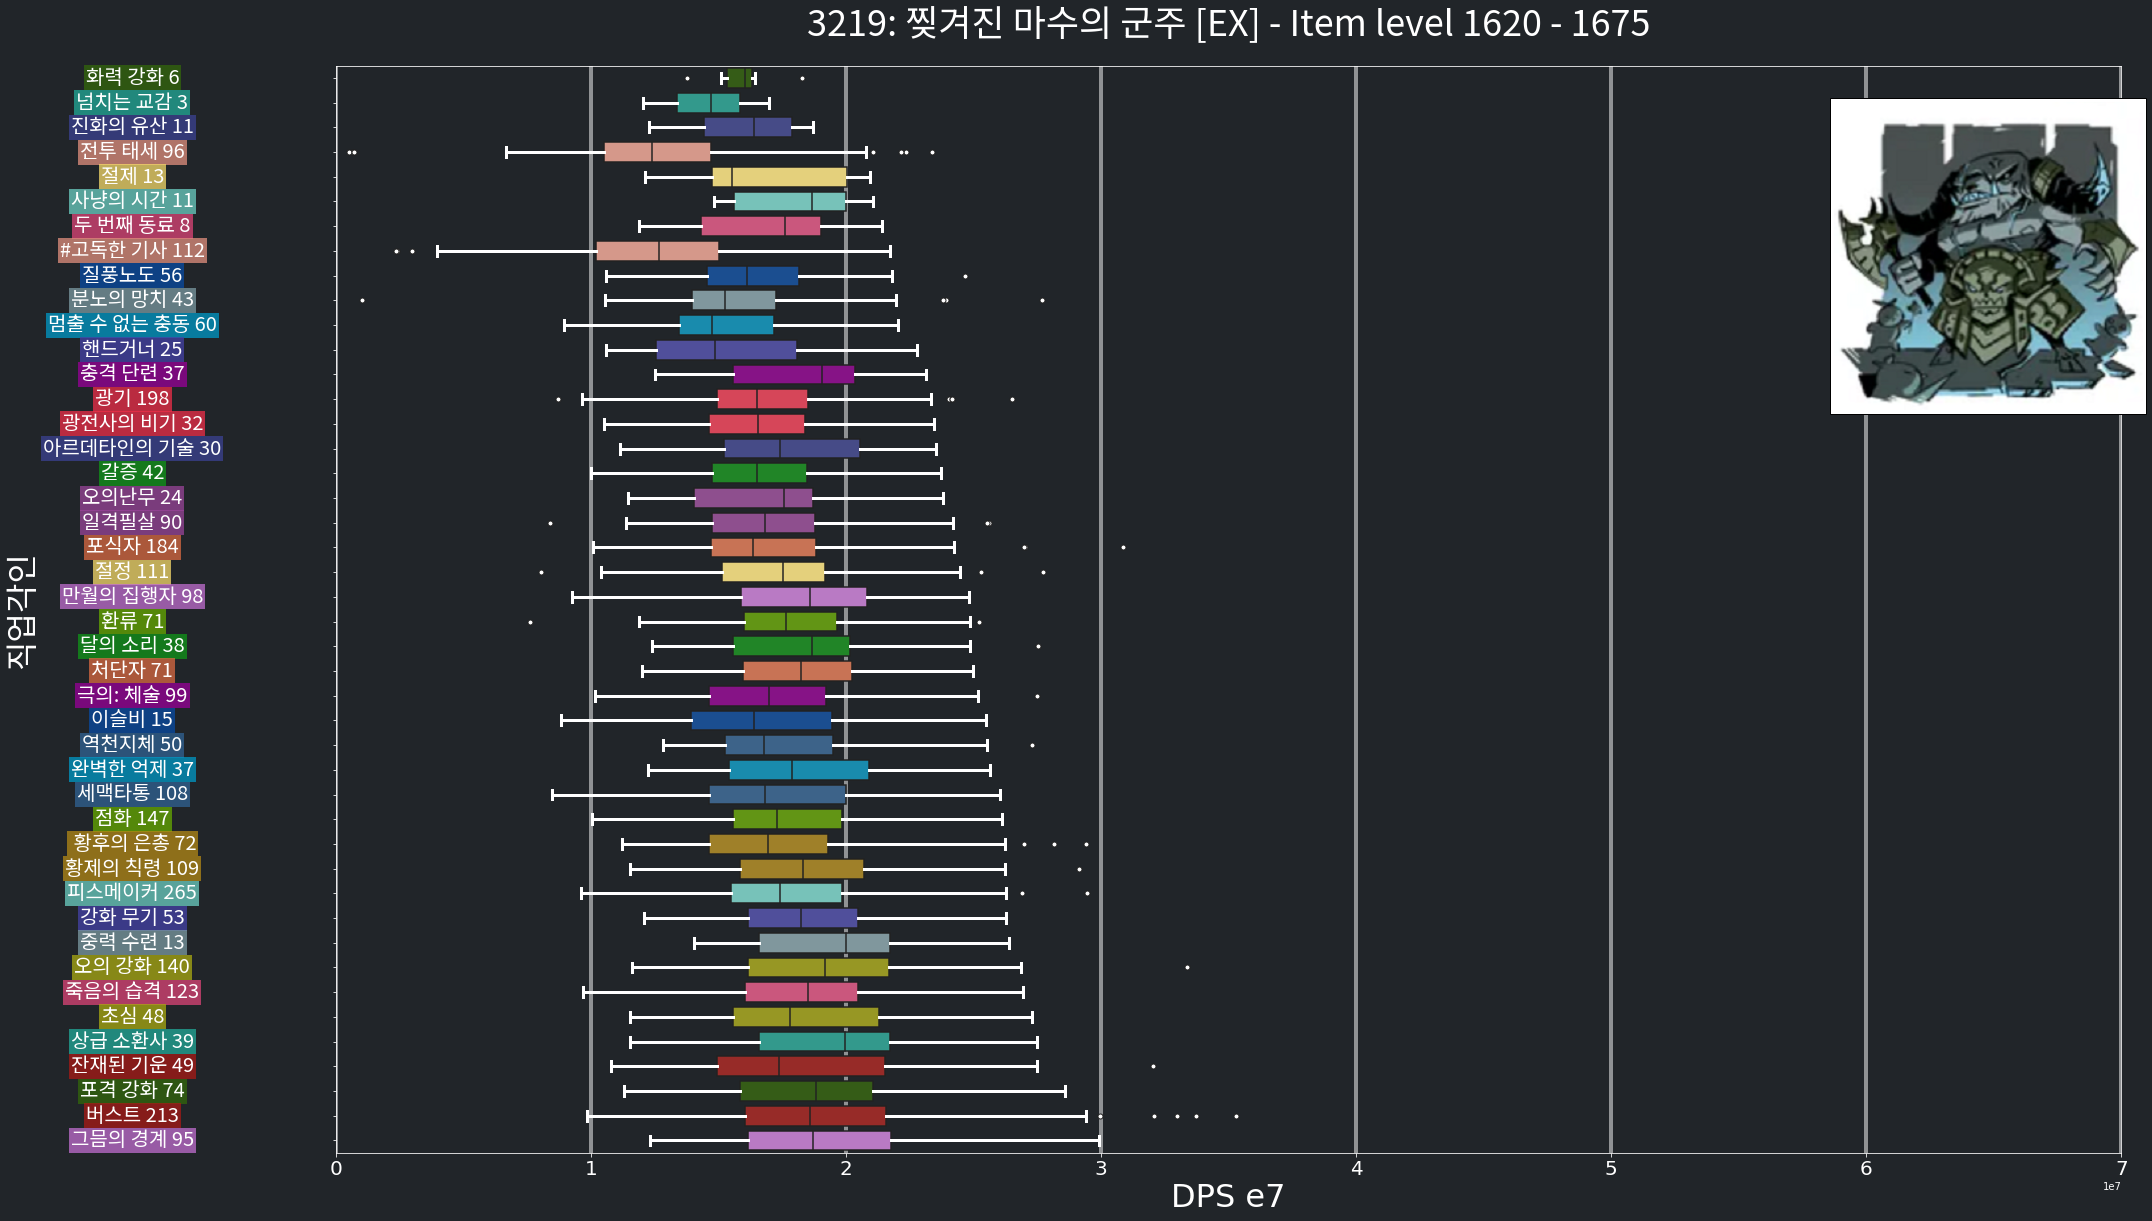 3219: 찢겨진 마수의 군주 [EX] - Item level 1620 - 1675
화력 강화 6
넘치는 교감 3
진화의 유산 11
전투 태세 96
절제 13
사냥의 시간 11
두 번째 동료 8
#고독한 기사 112
질풍노도 56
분노의 망치 43
멈출 수 없는 충동 60
핸드거너 25
충격 단련 37
광기 198
광전사의 비기 32
아르데타인의 기술 30
갈증 42
오의난무 24
일격필살 90
포식자 184
절정 111
만월의 집행자 98
환류 71
달의 소리 38
처단자 71
극의: 체술 99
이슬비 15
역천지체 50
완벽한 억제 37
세맥타통 108
점화 147
황후의 은총 72
황제의 칙령 109
피스메이커 265
강화 무기 53
중력 수련 13
오의 강화 140
죽음의 습격 123
초심 48
상급 소환사 39
잔재된 기운 49
포격 강화 74
버스트 213
그믐의 경계 95
직업각인
0 1 2 3 4 5 6 7
1e7
DPS e7